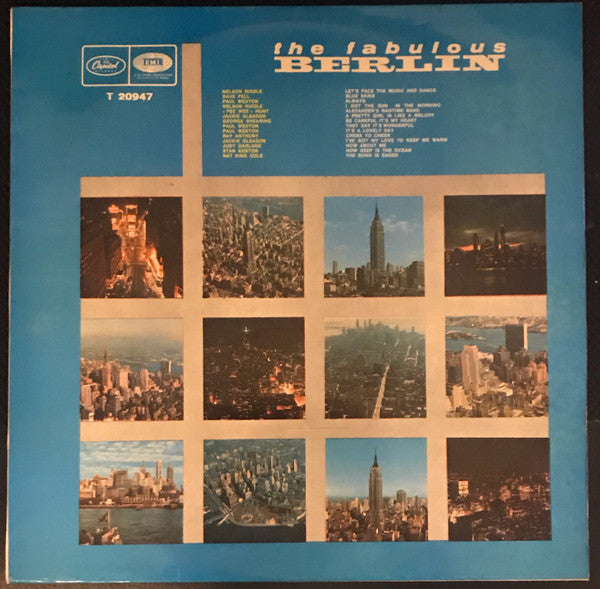 the fabulous
BERLIN
Capitol
EMI
T 20947
NELSON RIDDLE LET'S FACE THE MUSIC AND DANCE
DAVE PELL BLUE SKIES
PAUL WESTON ALWAYS
NELSON RIDDLE I GOT THE SUN IN THE MORNING
« PEE WEE » HUNT ALEXANDER'S RAGTIME BAND
JACKIE GLEASON A PRETTY GIRL IS LIKE A MELODY
GEORGE SHEARING BE CAREFUL IT'S MY HEART
PAUL WESTON THEY SAY IT'S WONDERFUL
PAUL WESTON IT'S A LOVELY DAY
RAY ANTHONY CHEEK TO CHEEK
JACKIE GLEASON I'VE GOT MY LOVE TO KEEP ME WARM
JUDY GARLAND HOW ABOUT ME
STAN KENTON HOW DEEP IS THE OCEAN
NAT KING COLE THE SONG IS ENDED